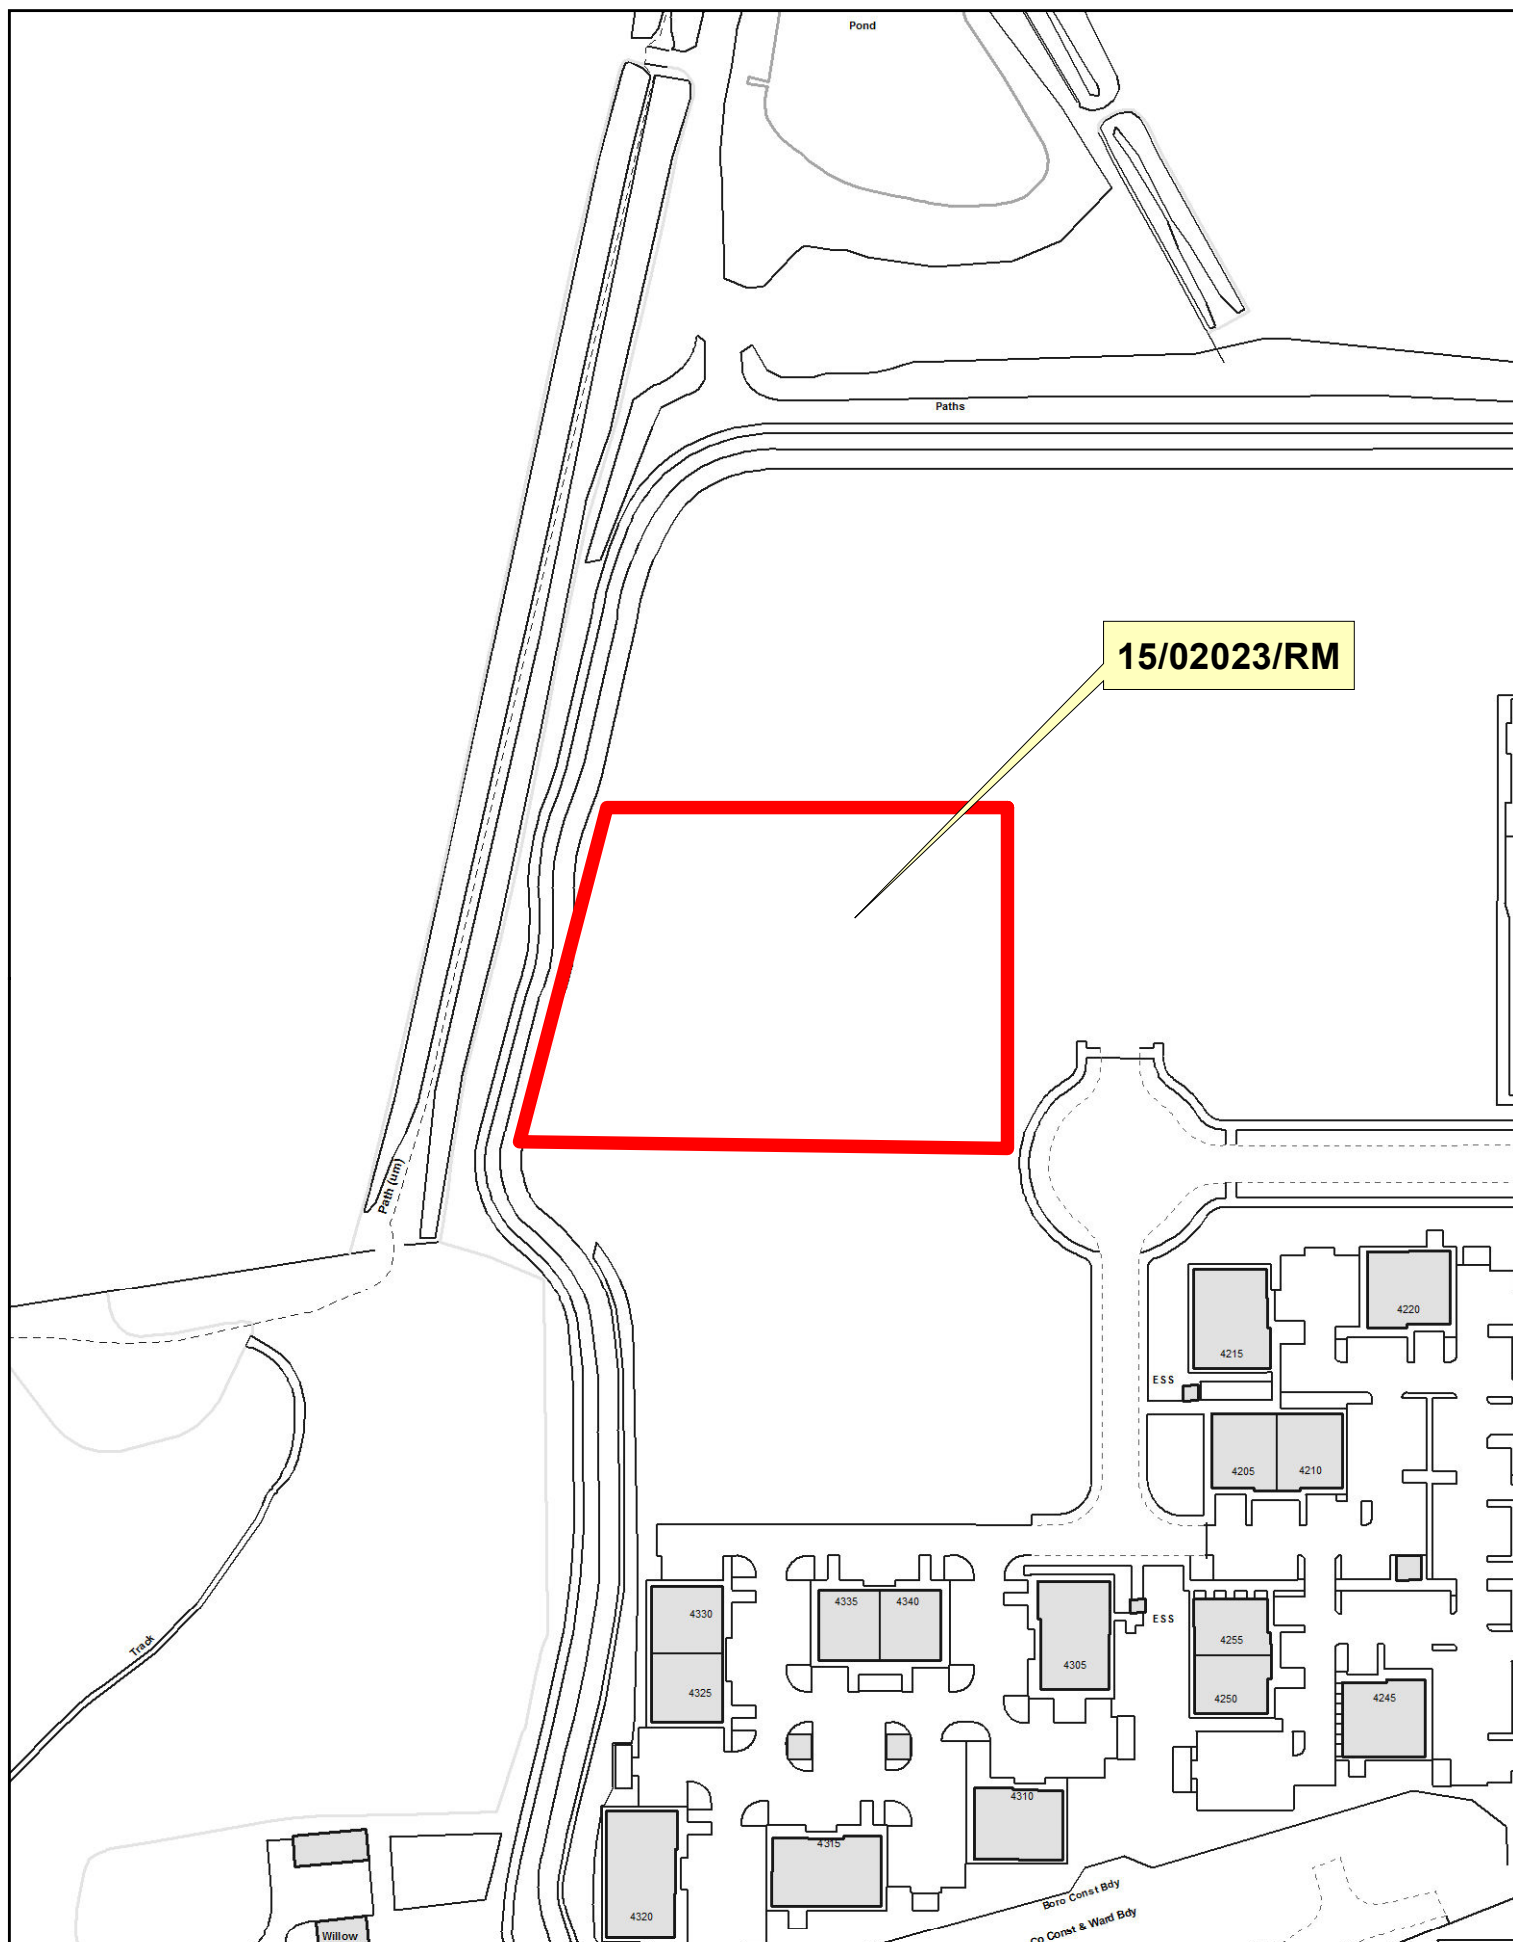 Pond
Paths
15/02023/RM
Path (um)
4220
4215
ESS
4205
4210
4330
4335
4340
ESS
4255
4305
4325
4250
4245
Track
4310
4315
Boro Const Bdy
4320
Co Const & Ward Bdy
Willow